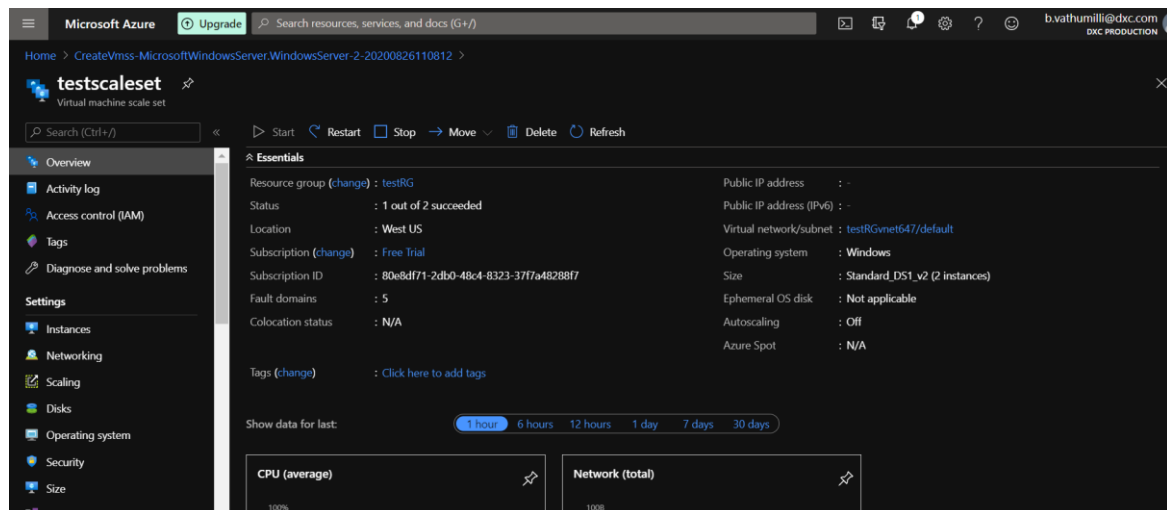 Microsoft Azure
Upgrade
Search resources, services, and docs (G+/)
1
b.vathumilli@dxc.com
DXC PRODUCTION
Home > CreateVmss-MicrosoftWindowsServer.WindowsServer-2-20200826110812 >
testscaleset
Virtual machine scale set
Search (Ctrl+/)
«
Overview
Activity log
Access control (IAM)
Tags
Diagnose and solve problems
Settings
Instances
Networking
Scaling
Disks
Operating system
Security
Size
Start Restart Stop Move Delete Refresh
Essentials
Resource group (change) : testRG
Status : 1 out of 2 succeeded
Location : West US
Subscription (change) : Free Trial
Subscription ID : 80e8df71-2db0-48c4-8323-37f7a48288f7
Fault domains : 5
Colocation status : N/A
Public IP address : -
Public IP address (IPv6) : -
Virtual network/subnet : testRGvnet647/default
Operating system : Windows
Size : Standard_DS1_v2 (2 instances)
Ephemeral OS disk : Not applicable
Autoscaling : Off
Azure Spot : N/A
Tags (change) : Click here to add tags
Show data for last: 1 hour 6 hours 12 hours 1 day 7 days 30 days
CPU (average)
100%
Network (total)
100B